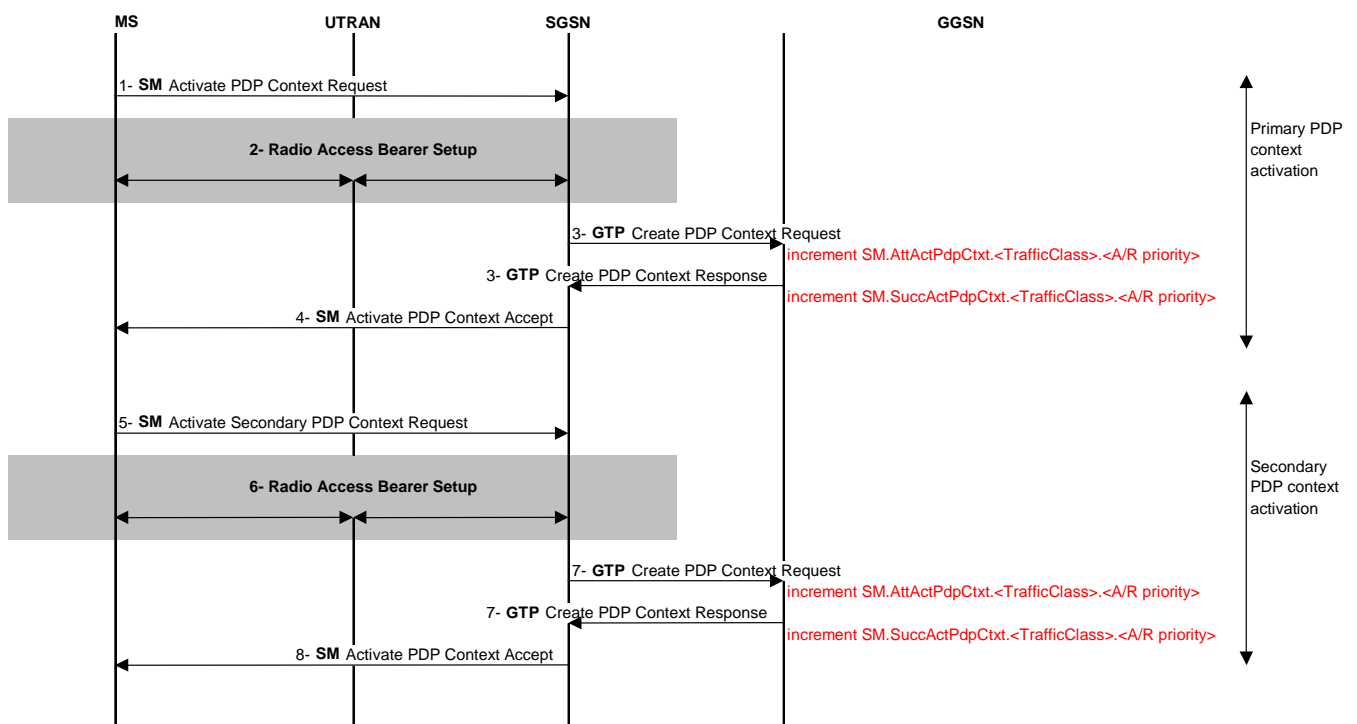 MS UTRAN SGSN GGSN
1- SM Activate PDP Context Request
Primary PDP
context
activation
2- Radio Access Bearer Setup
3- GTP Create PDP Context Request
increment SM.AttActPdpCtxt.<TrafficClass>.<A/R priority>
3- GTP Create PDP Context Response
increment SM.SuccActPdpCtxt.<TrafficClass>.<A/R priority>
4- SM Activate PDP Context Accept
5- SM Activate Secondary PDP Context Request
Secondary
PDP context
activation
6- Radio Access Bearer Setup
7- GTP Create PDP Context Request
increment SM.AttActPdpCtxt.<TrafficClass>.<A/R priority>
7- GTP Create PDP Context Response
increment SM.SuccActPdpCtxt.<TrafficClass>.<A/R priority>
8- SM Activate PDP Context Accept